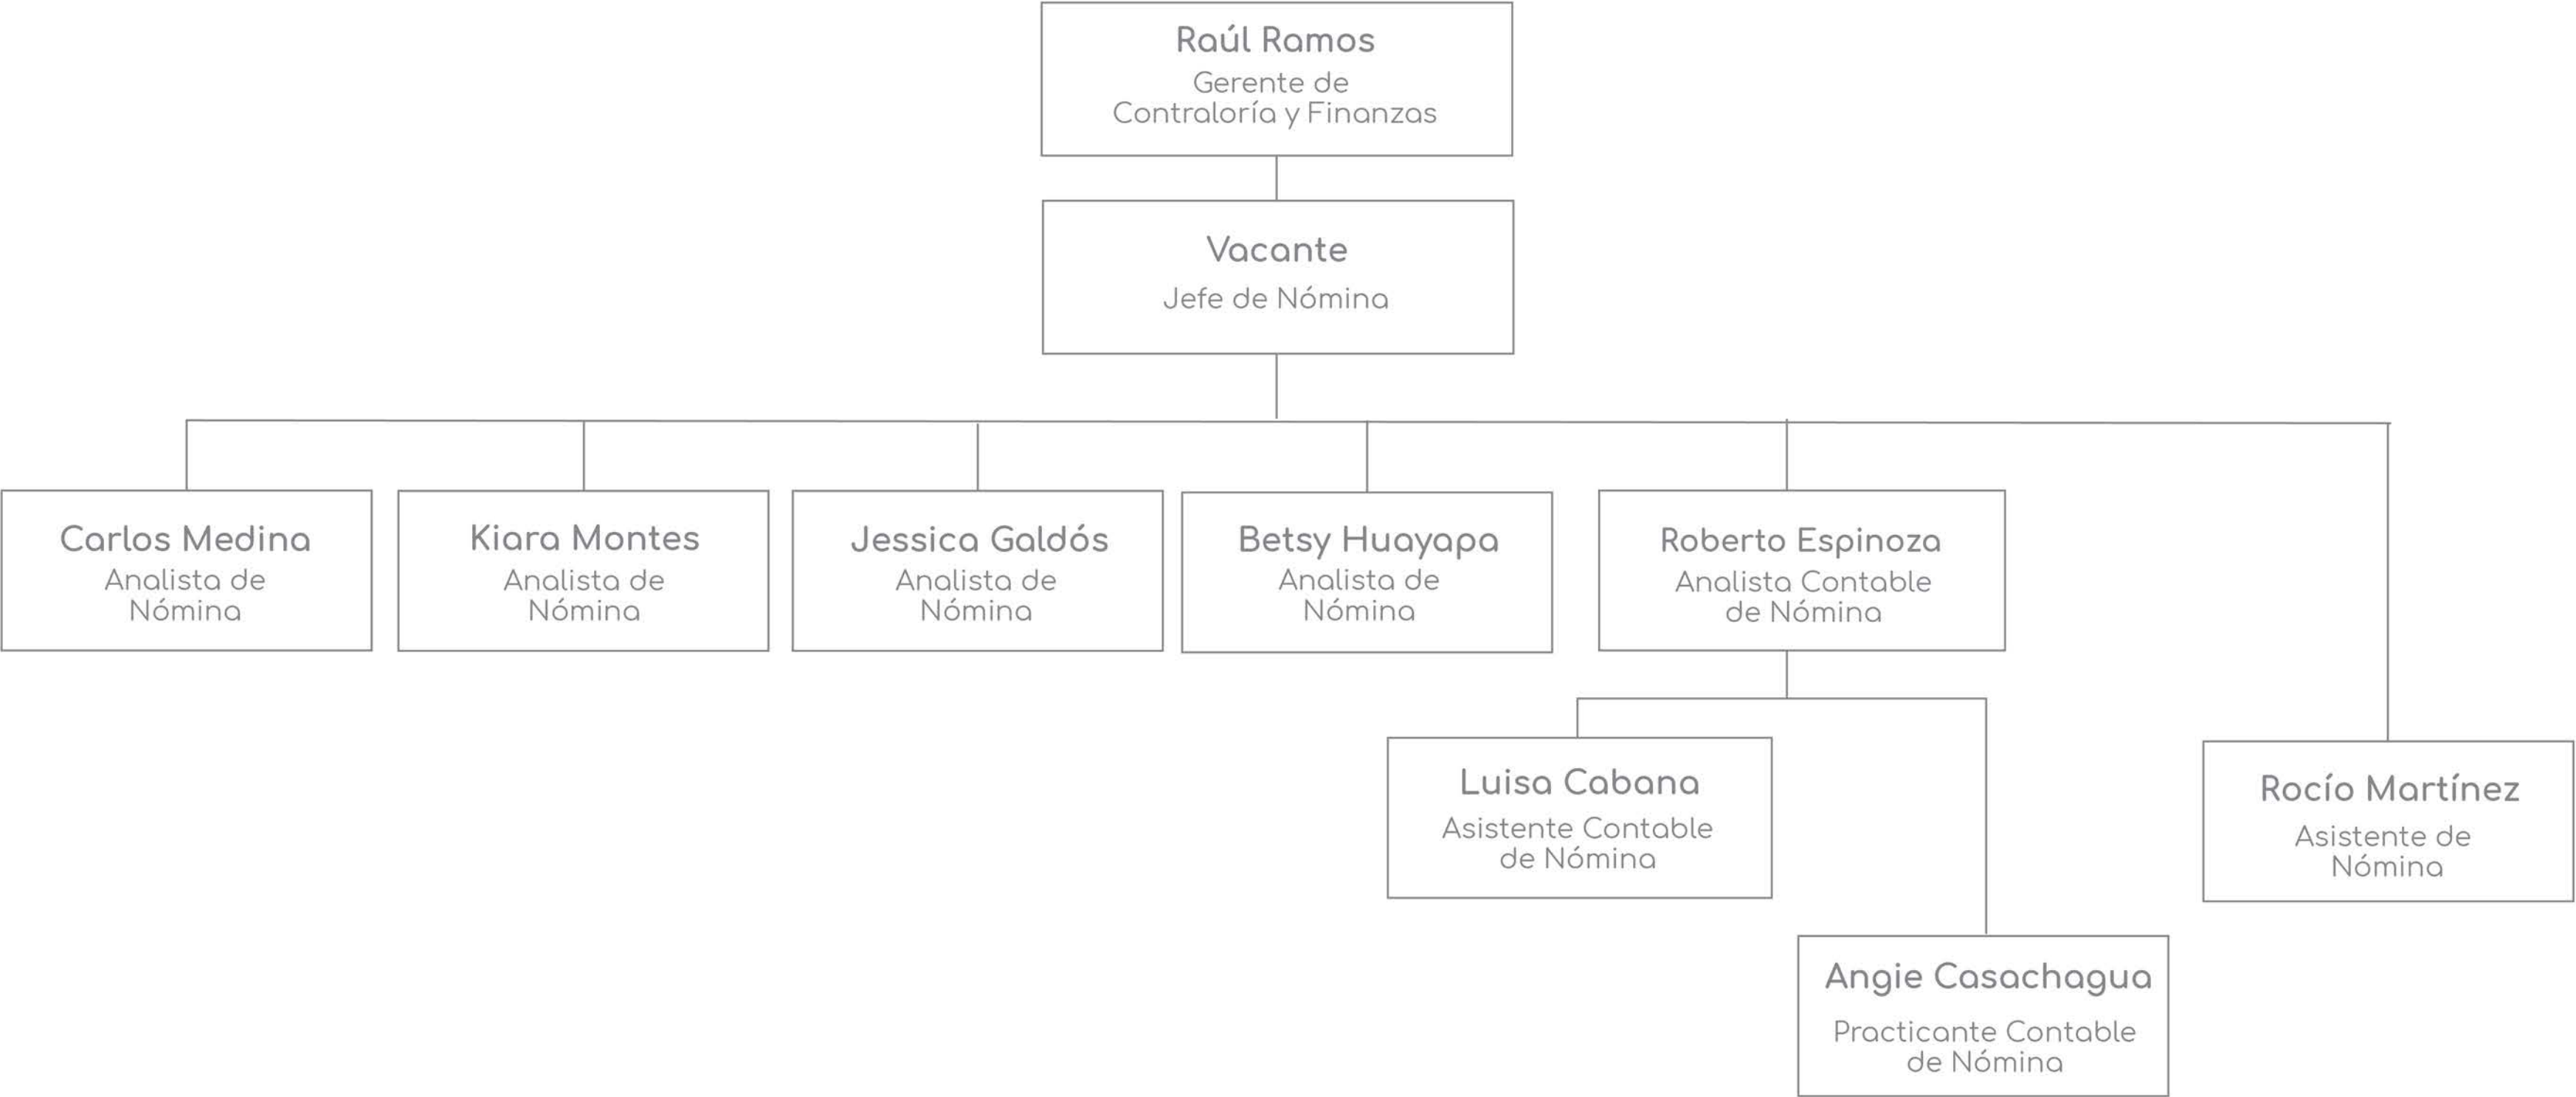 Raúl Ramos
Gerente de
Contraloría y Finanzas
Vacante
Jefe de Nómina
Carlos Medina
Analista de
Nómina
Kiara Montes
Analista de
Nómina
Jessica Galdós
Analista de
Nómina
Betsy Huayapa
Analista de
Nómina
Roberto Espinoza
Analista Contable
de Nómina
Luisa Cabana
Asistente Contable
de Nómina
Rocío Martínez
Asistente de
Nómina
Angie Casachagua
Practicante Contable
de Nómina